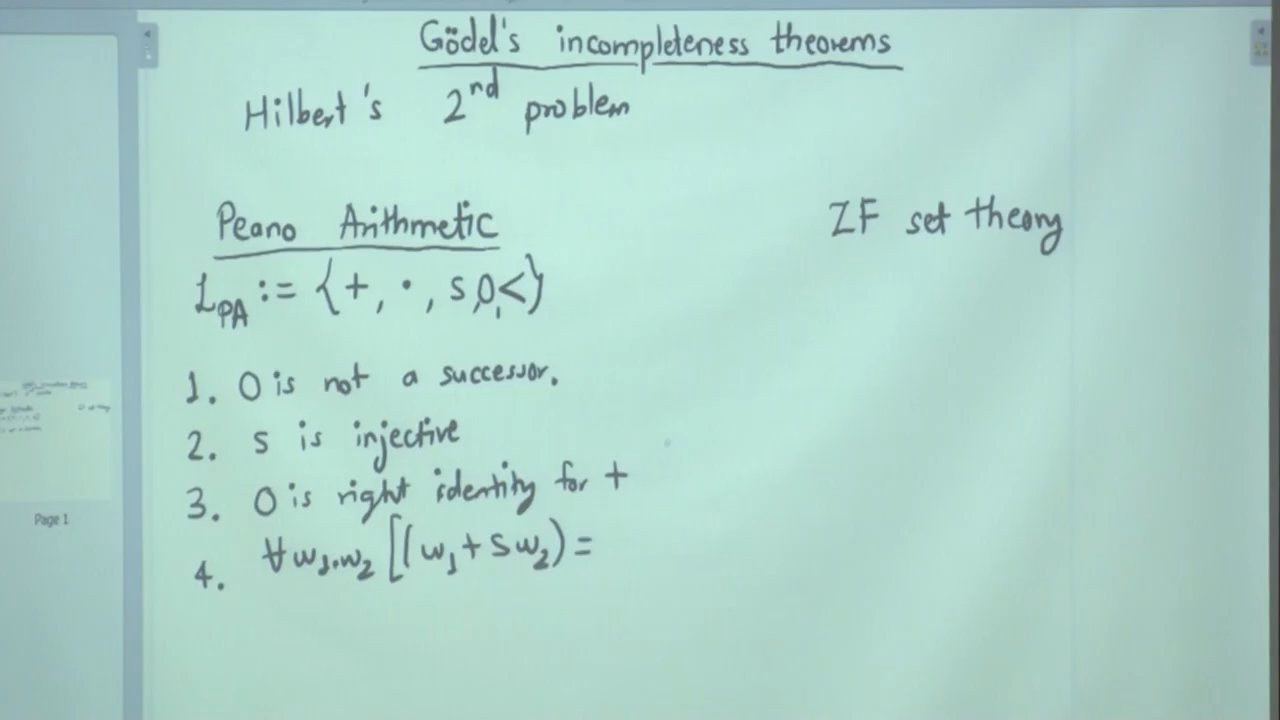 Gödel's incompleteness theorems
Hilbert's 2nd problem
Peano Arithmetic
ZF set theory
L_PA := {+, ·, s, 0, <}
1. 0 is not a successor.
2. s is injective
3. 0 is right identity for +
4. ∀w₁,w₂ [(w₁ + sw₂) =
Page 1